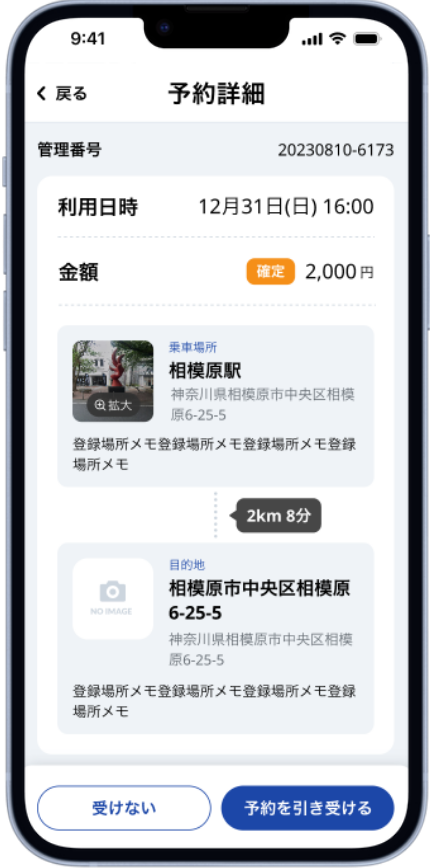 9:41
戻る
予約詳細
管理番号 20230810-6173
利用日時 12月31日(日) 16:00
金額 確定 2,000円
乗車場所
相模原駅
神奈川県相模原市中央区相模
原6-25-5
拡大
登録場所メモ登録場所メモ登録場所メモ登録
場所メモ
2km 8分
目的地
相模原市中央区相模原
6-25-5
NO IMAGE
神奈川県相模原市中央区相模
原6-25-5
登録場所メモ登録場所メモ登録場所メモ登録
場所メモ
受けない
予約を引き受ける